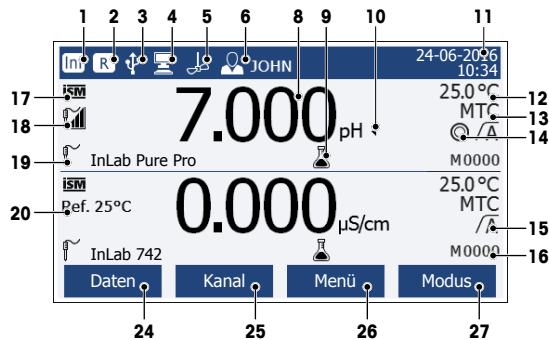 1 2 3 4 5 6 8 9 10 11
InF R JOHN 24-06-2016
10:34
17 ISM 7.000 pH 25.0 °C 12
18 MTC 13
A 14
19 InLab Pure Pro M0000
ISM 0.000 µS/cm 25.0 °C
20 Ref. 25°C MTC
A 15
InLab 742 M0000 16
Daten Kanal Menü Modus
24 25 26 27